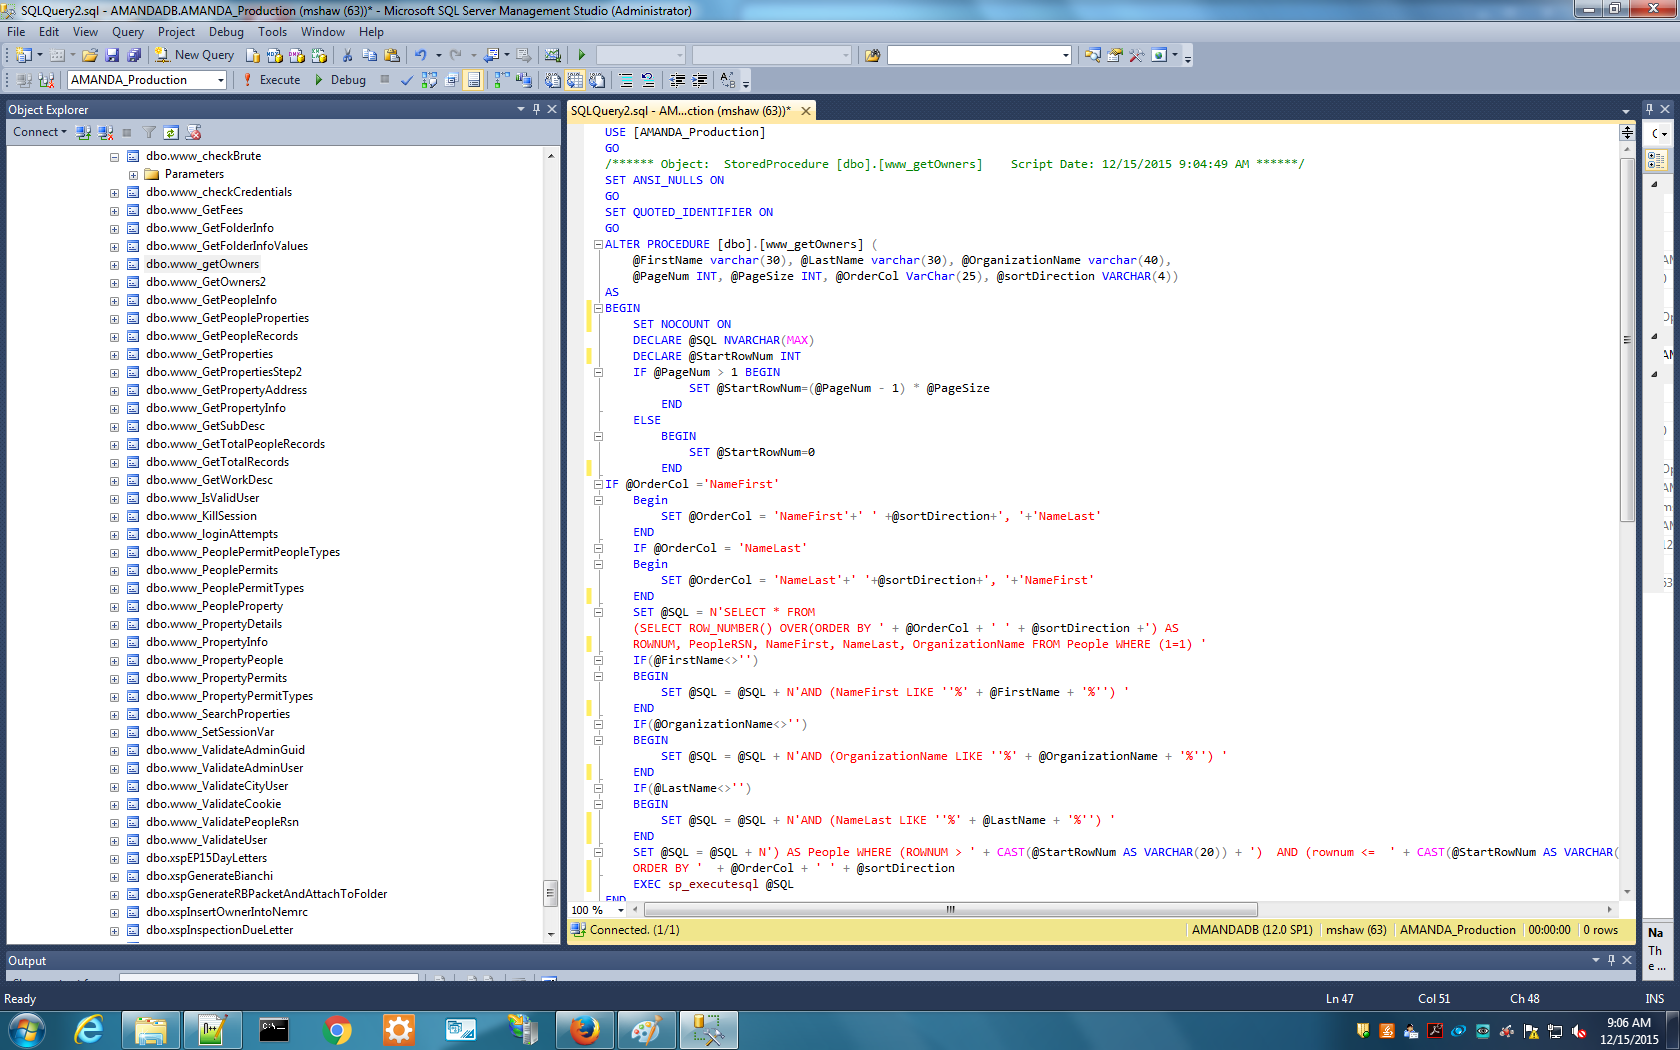 SQLQuery2.sql - AMANDADB.AMANDA_Production (mshaw (63))* - Microsoft SQL Server Management Studio (Administrator)
File Edit View Query Project Debug Tools Window Help
New Query
AMANDA_Production Execute Debug
Object Explorer
Connect
dbo.www_checkBrute
Parameters
dbo.www_checkCredentials
dbo.www_GetFees
dbo.www_GetFolderInfo
dbo.www_GetFolderInfoValues
dbo.www_getOwners
dbo.www_GetOwners2
dbo.www_GetPeopleInfo
dbo.www_GetPeopleProperties
dbo.www_GetPeopleRecords
dbo.www_GetProperties
dbo.www_GetPropertiesStep2
dbo.www_GetPropertyAddress
dbo.www_GetPropertyInfo
dbo.www_GetSubDesc
dbo.www_GetTotalPeopleRecords
dbo.www_GetTotalRecords
dbo.www_GetWorkDesc
dbo.www_IsValidUser
dbo.www_KillSession
dbo.www_loginAttempts
dbo.www_PeoplePermitPeopleTypes
dbo.www_PeoplePermits
dbo.www_PeoplePermitTypes
dbo.www_PeopleProperty
dbo.www_PropertyDetails
dbo.www_PropertyInfo
dbo.www_PropertyPeople
dbo.www_PropertyPermits
dbo.www_PropertyPermitTypes
dbo.www_SearchProperties
dbo.www_SetSessionVar
dbo.www_ValidateAdminGuid
dbo.www_ValidateAdminUser
dbo.www_ValidateCityUser
dbo.www_ValidateCookie
dbo.www_ValidatePeopleRsn
dbo.www_ValidateUser
dbo.xspEP15DayLetters
dbo.xspGenerateBianchi
dbo.xspGenerateRBPacketAndAttachToFolder
dbo.xspInsertOwnerIntoNemrc
dbo.xspInspectionDueLetter
SQLQuery2.sql - AM...ction (mshaw (63))*
USE [AMANDA_Production]
GO
/****** Object:  StoredProcedure [dbo].[www_getOwners]    Script Date: 12/15/2015 9:04:49 AM ******/
SET ANSI_NULLS ON
GO
SET QUOTED_IDENTIFIER ON
GO
ALTER PROCEDURE [dbo].[www_getOwners] (
@FirstName varchar(30), @LastName varchar(30), @OrganizationName varchar(40),
@PageNum INT, @PageSize INT, @OrderCol VarChar(25), @sortDirection VARCHAR(4))
AS
BEGIN
SET NOCOUNT ON
DECLARE @SQL NVARCHAR(MAX)
DECLARE @StartRowNum INT
IF @PageNum > 1 BEGIN
SET @StartRowNum=(@PageNum - 1) * @PageSize
END
ELSE
BEGIN
SET @StartRowNum=0
END
IF @OrderCol ='NameFirst'
Begin
SET @OrderCol = 'NameFirst'+' ' +@sortDirection+', '+'NameLast'
END
IF @OrderCol = 'NameLast'
Begin
SET @OrderCol = 'NameLast'+' '+@sortDirection+', '+'NameFirst'
END
SET @SQL = N'SELECT * FROM
(SELECT ROW_NUMBER() OVER(ORDER BY ' + @OrderCol + ' ' + @sortDirection +') AS
ROWNUM, PeopleRSN, NameFirst, NameLast, OrganizationName FROM People WHERE (1=1) '
IF(@FirstName<>'')
BEGIN
SET @SQL = @SQL + N'AND (NameFirst LIKE ''%' + @FirstName + '%'') '
END
IF(@OrganizationName<>'')
BEGIN
SET @SQL = @SQL + N'AND (OrganizationName LIKE ''%' + @OrganizationName + '%'') '
END
IF(@LastName<>'')
BEGIN
SET @SQL = @SQL + N'AND (NameLast LIKE ''%' + @LastName + '%'') '
END
SET @SQL = @SQL + N') AS People WHERE (ROWNUM > ' + CAST(@StartRowNum AS VARCHAR(20)) + ')  AND (rownum <=  ' + CAST(@StartRowNum AS VARCHAR(
ORDER BY '  + @OrderCol + ' ' + @sortDirection
EXEC sp_executesql @SQL
END
100 %
Connected. (1/1) AMANDADB (12.0 SP1) mshaw (63) AMANDA_Production 00:00:00 0 rows
Na
Th
e ...
Output
Ready Ln 47 Col 51 Ch 48 INS
9:06 AM
12/15/2015